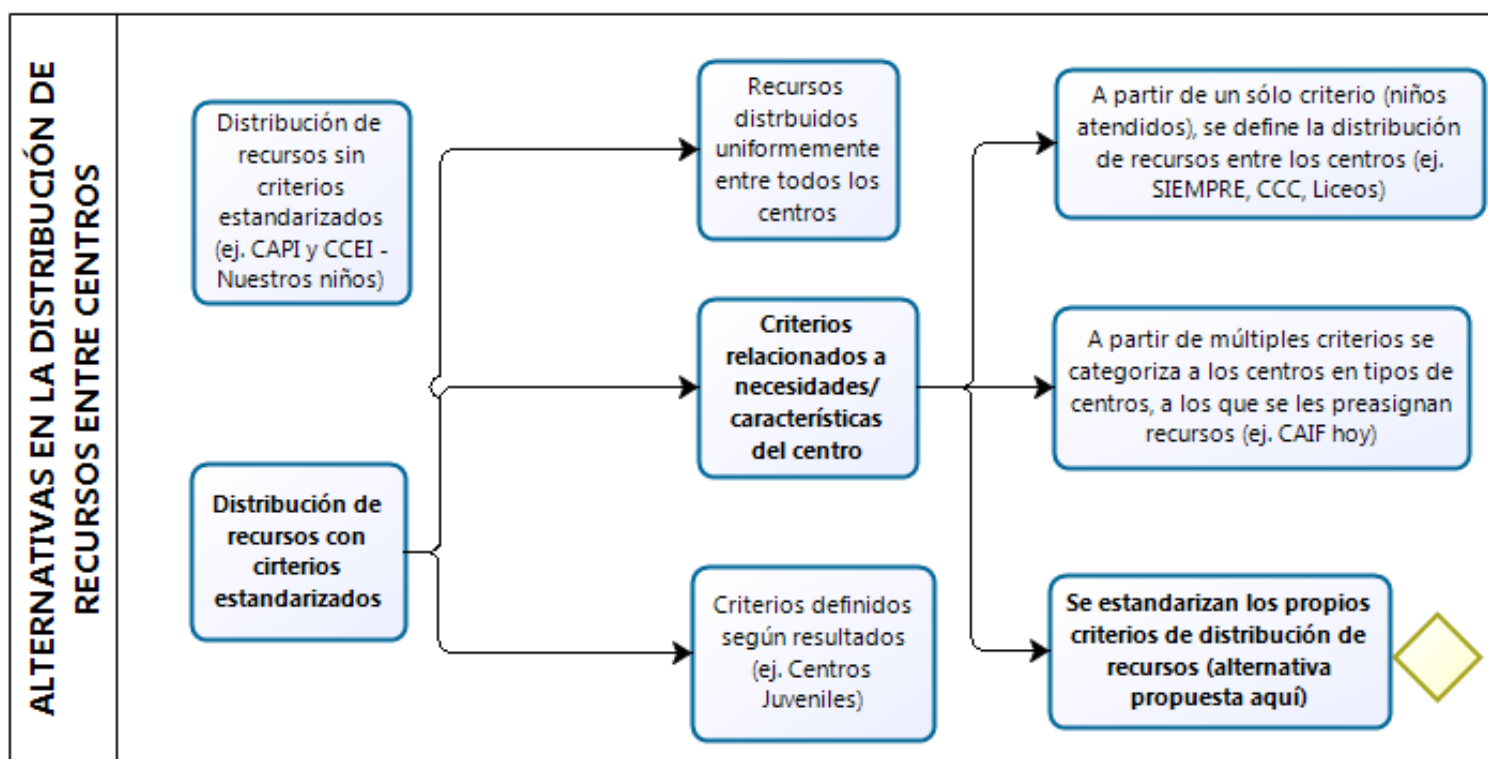 ALTERNATIVAS EN LA DISTRIBUCIÓN DE
RECURSOS ENTRE CENTROS
Distribución de
recursos sin
criterios
estandarizados
(ej. CAPI y CCEI -
Nuestros niños)
Distribución de
recursos con
cirterios
estandarizados
Recursos
distrbuidos
uniformemente
entre todos los
centros
Criterios
relacionados a
necesidades/
característicias
del centro
Criterios definidos
según resultados
(ej. Centros
Juveniles)
A partir de un sólo criterio (niños
atendidos), se define la distribución
de recursos entre los centros (ej.
SIEMPRE, CCC, Liceos)
A partir de múltiples criterios se
categoriza a los centros en tipos de
centros, a los que se les preasignan
recursos (ej. CAIF hoy)
Se estandarizan los propios
criterios de distribución de
recursos (alternativa
propuesta aquí)